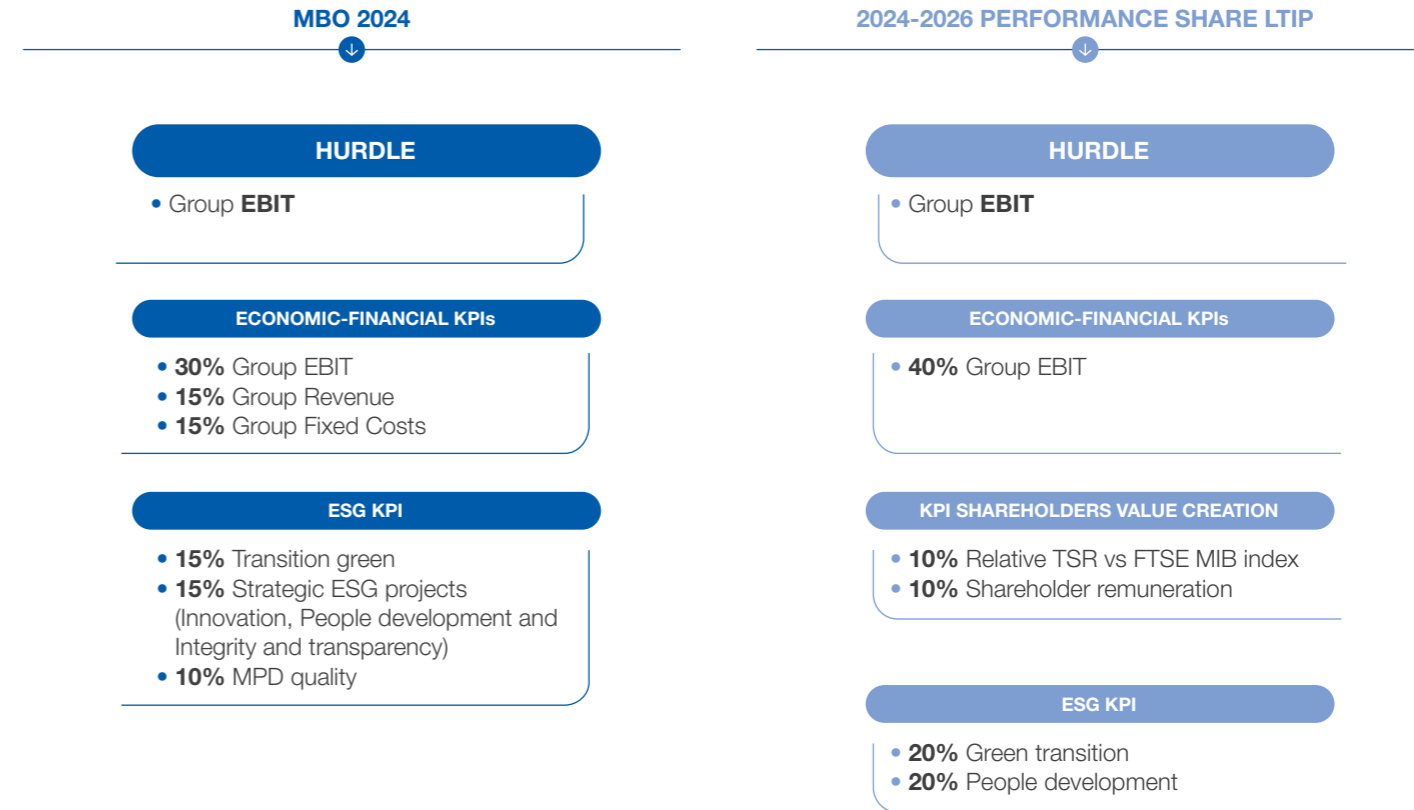 MBO 2024
HURDLE
• Group EBIT
ECONOMIC-FINANCIAL KPIs
• 30% Group EBIT
• 15% Group Revenue
• 15% Group Fixed Costs
ESG KPI
• 15% Transition green
• 15% Strategic ESG projects
(Innovation, People development and
Integrity and transparency)
• 10% MPD quality
2024-2026 PERFORMANCE SHARE LTIP
HURDLE
• Group EBIT
ECONOMIC-FINANCIAL KPIs
• 40% Group EBIT
KPI SHAREHOLDERS VALUE CREATION
• 10% Relative TSR vs FTSE MIB index
• 10% Shareholder remuneration
ESG KPI
• 20% Green transition
• 20% People development